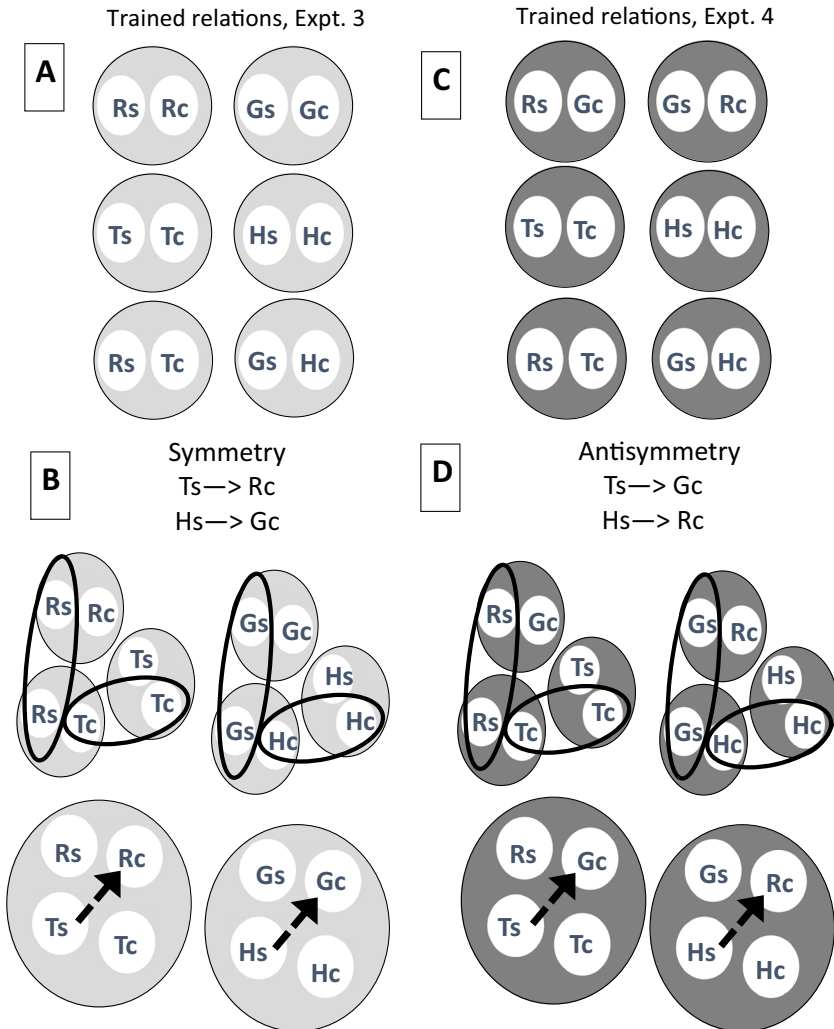 Trained relations, Expt. 3
A
Rs Rc Gs Gc
Ts Tc Hs Hc
Rs Tc Gs Hc
Trained relations, Expt. 4
C
Rs Gc Gs Rc
Ts Tc Hs Hc
Rs Tc Gs Hc
B
Symmetry
Ts—> Rc
Hs—> Gc
Rs Rc
Ts
Rs Tc Tc
Gs Gc
Hs
Gs Hc Hc
Rs Rc
Ts Tc
Gs Gc
Hs Hc
D
Antisymmetry
Ts—> Gc
Hs—> Rc
Rs Gc
Ts
Rs Tc Tc
Gs Rc
Hs
Gs Hc Hc
Rs Gc
Ts Tc
Gs Rc
Hs Hc